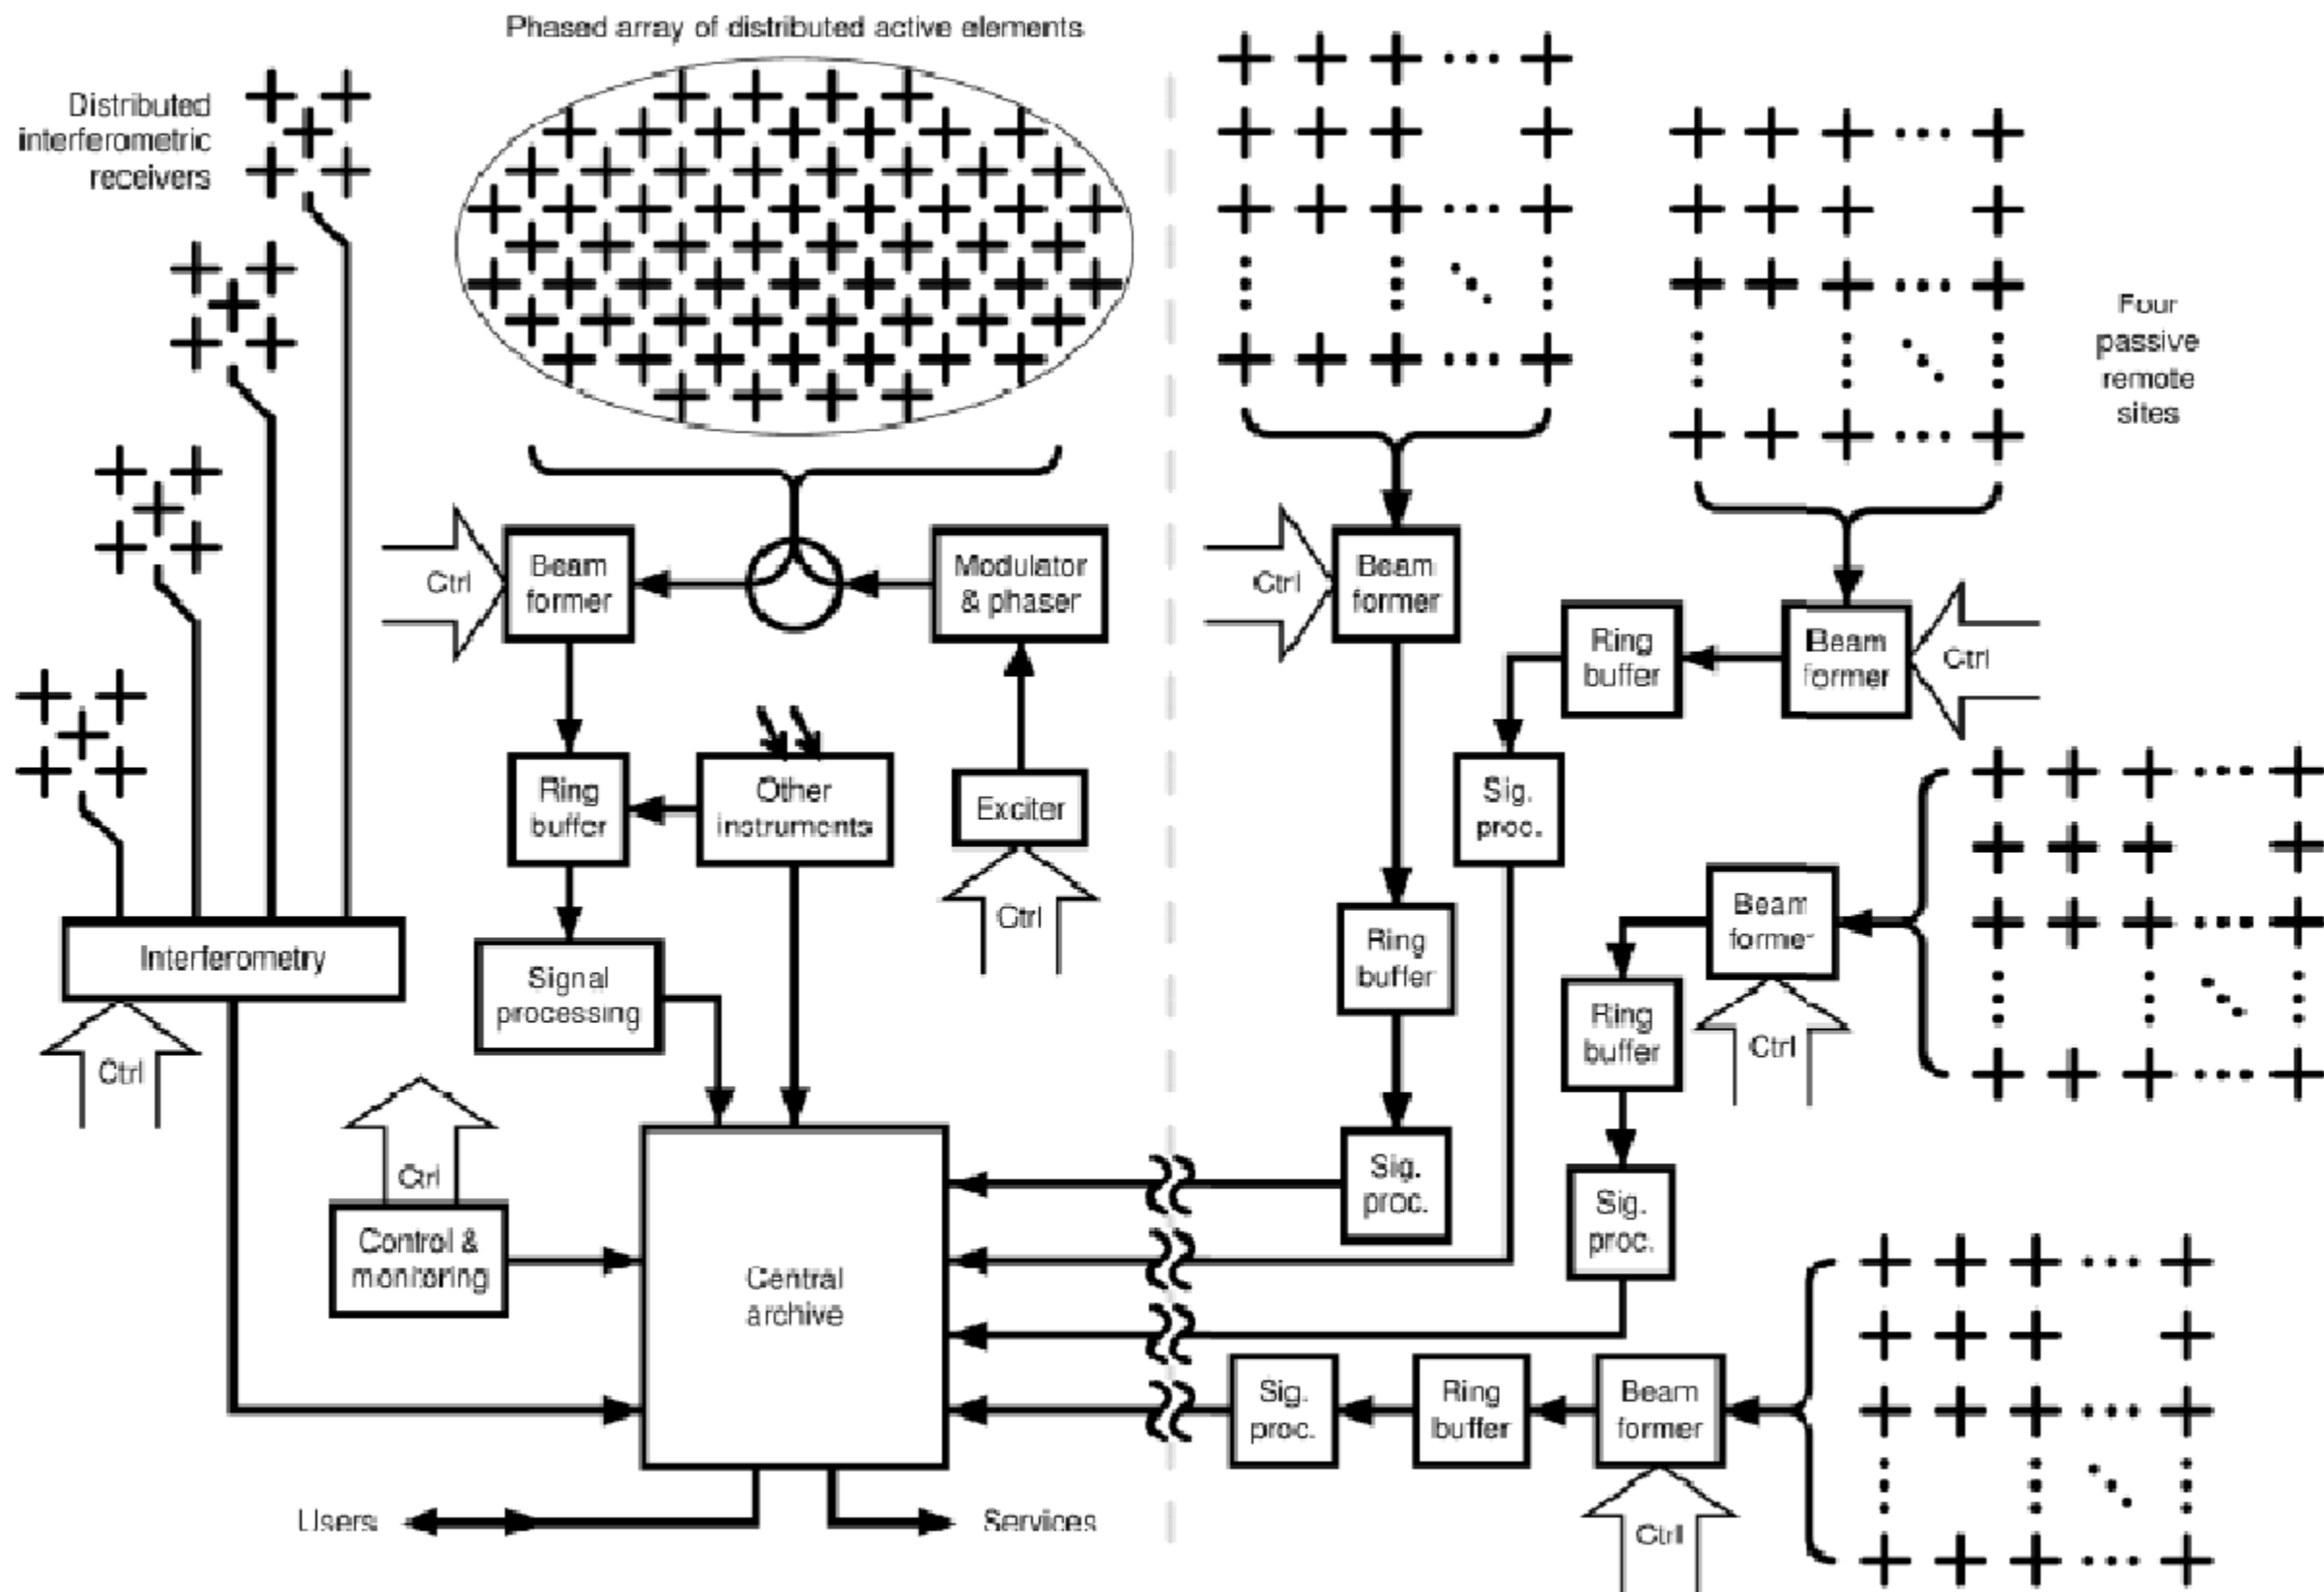 Phased array of distributed active elements
Distributed
interferometric
receivers
Four
passive
remote
sites
Ctrl
Beam
former
Modulator
& phaser
Ctrl
Beam
former
Ring
buffer
Beam
former
Ctrl
Ring
buffer
Other
instruments
Exciter
Sig.
proc.
Ctrl
Beam
former
Interferometry
Signal
processing
Ring
buffer
Ring
buffer
Ctrl
Ctrl
Ctrl
Control &
monitoring
Central
archive
Sig.
proc.
Sig.
proc.
Sig.
proc.
Ring
buffer
Beam
former
Ctrl
Users
Services